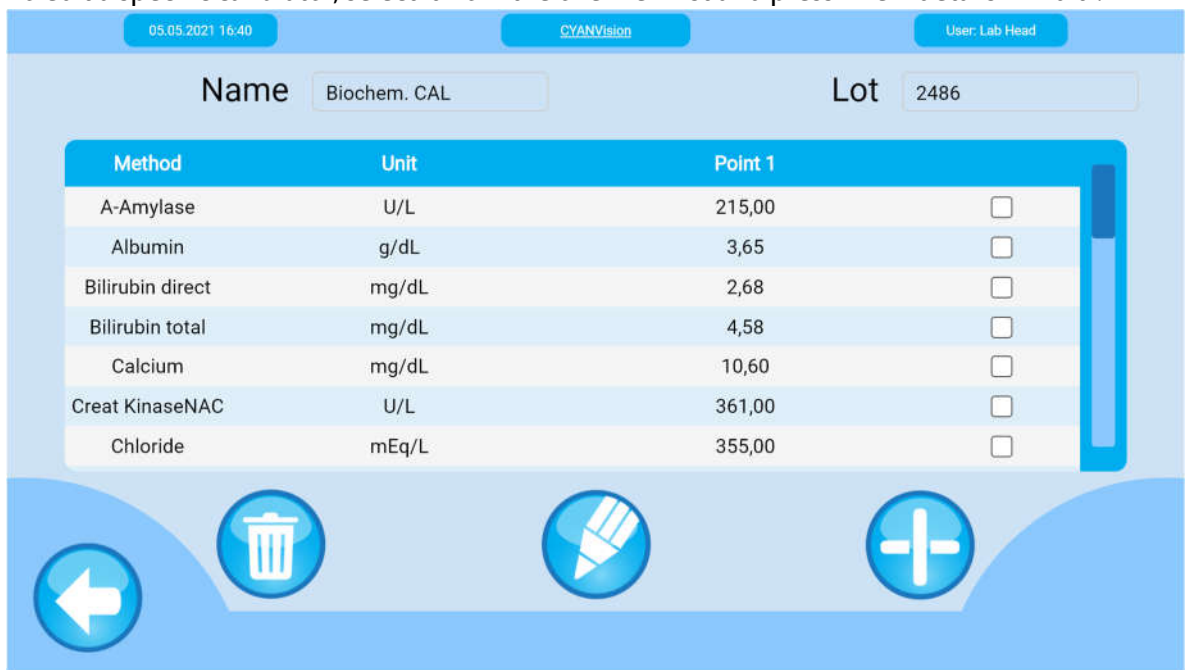 05.05.2021 16:40 CYANVision User: Lab Head
Name Biochem. CAL Lot 2486
Method Unit Point 1
A-Amylase U/L 215,00
Albumin g/dL 3,65
Bilirubin direct mg/dL 2,68
Bilirubin total mg/dL 4,58
Calcium mg/dL 10,60
Creat KinaseNAC U/L 361,00
Chloride mEq/L 355,00